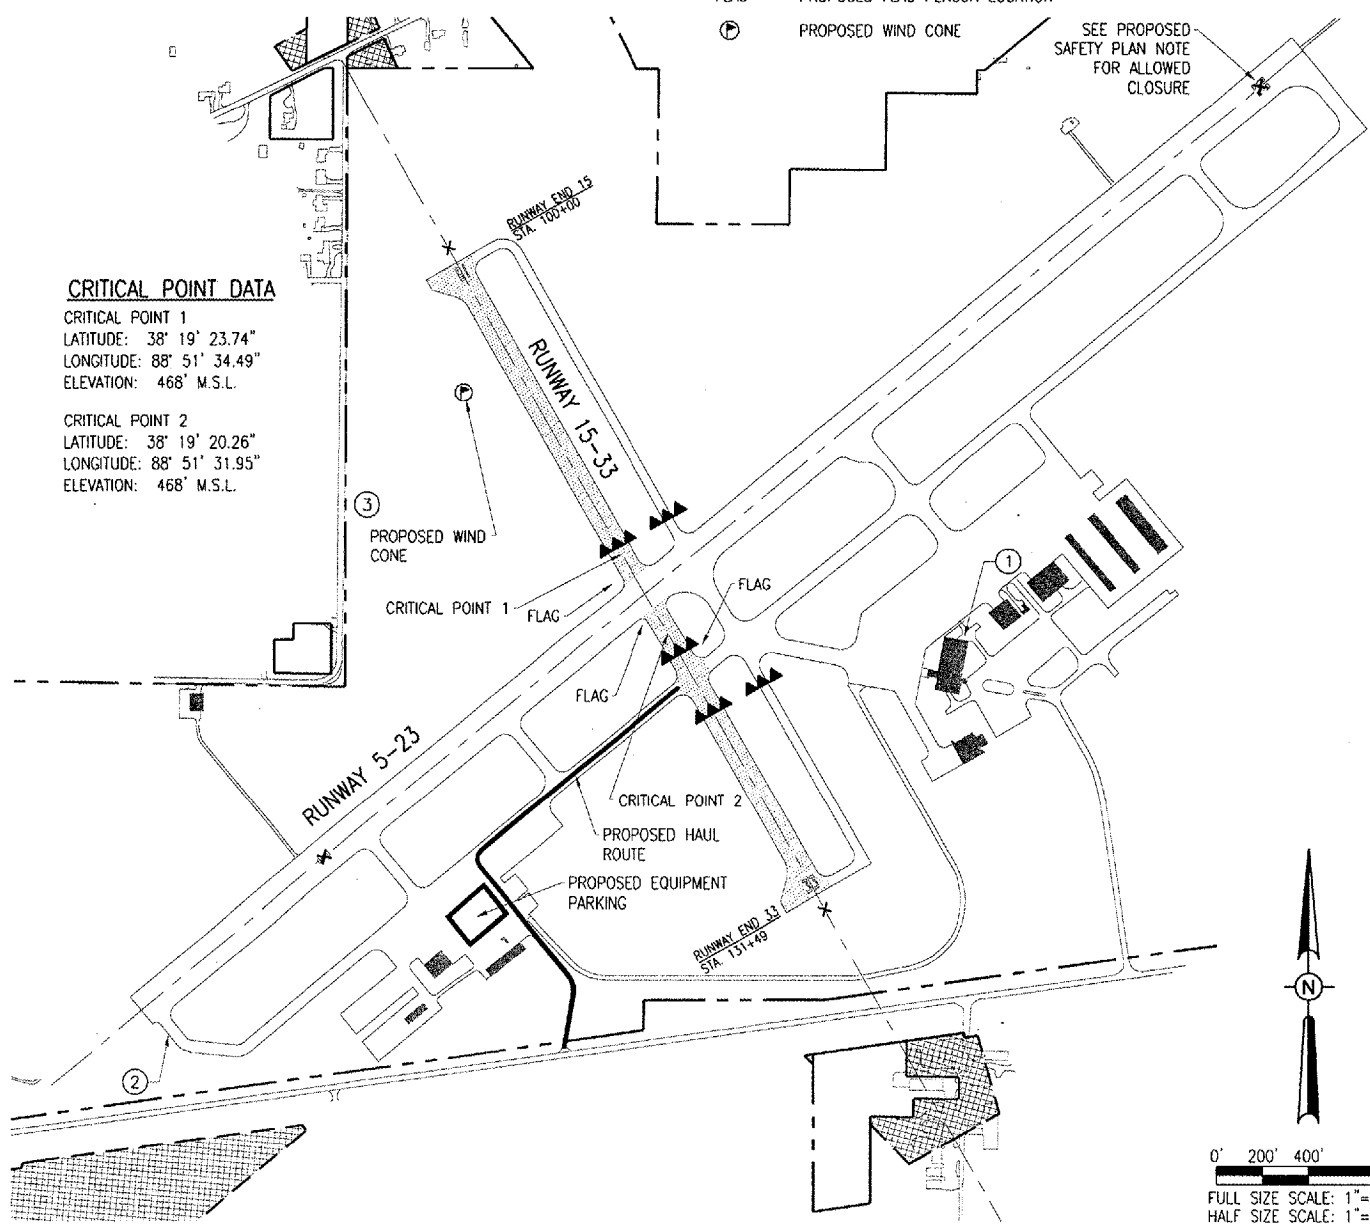 PROPOSED WIND CONE
SEE PROPOSED
SAFETY PLAN NOTE
FOR ALLOWED
CLOSURE
RUNWAY END 15
STA. 100+00
CRITICAL POINT DATA
CRITICAL POINT 1
LATITUDE: 38° 19' 23.74"
LONGITUDE: 88° 51' 34.49"
ELEVATION: 468' M.S.L.
CRITICAL POINT 2
LATITUDE: 38° 19' 20.26"
LONGITUDE: 88° 51' 31.95"
ELEVATION: 468' M.S.L.
RUNWAY 15-33
3
PROPOSED WIND
CONE
CRITICAL POINT 1
FLAG
FLAG
1
FLAG
RUNWAY 5-23
CRITICAL POINT 2
PROPOSED HAUL
ROUTE
PROPOSED EQUIPMENT
PARKING
33
RUNWAY END 33
STA. 131+49
2
N
0' 200' 400'
FULL SIZE SCALE: 1"=
HALF SIZE SCALE: 1"=